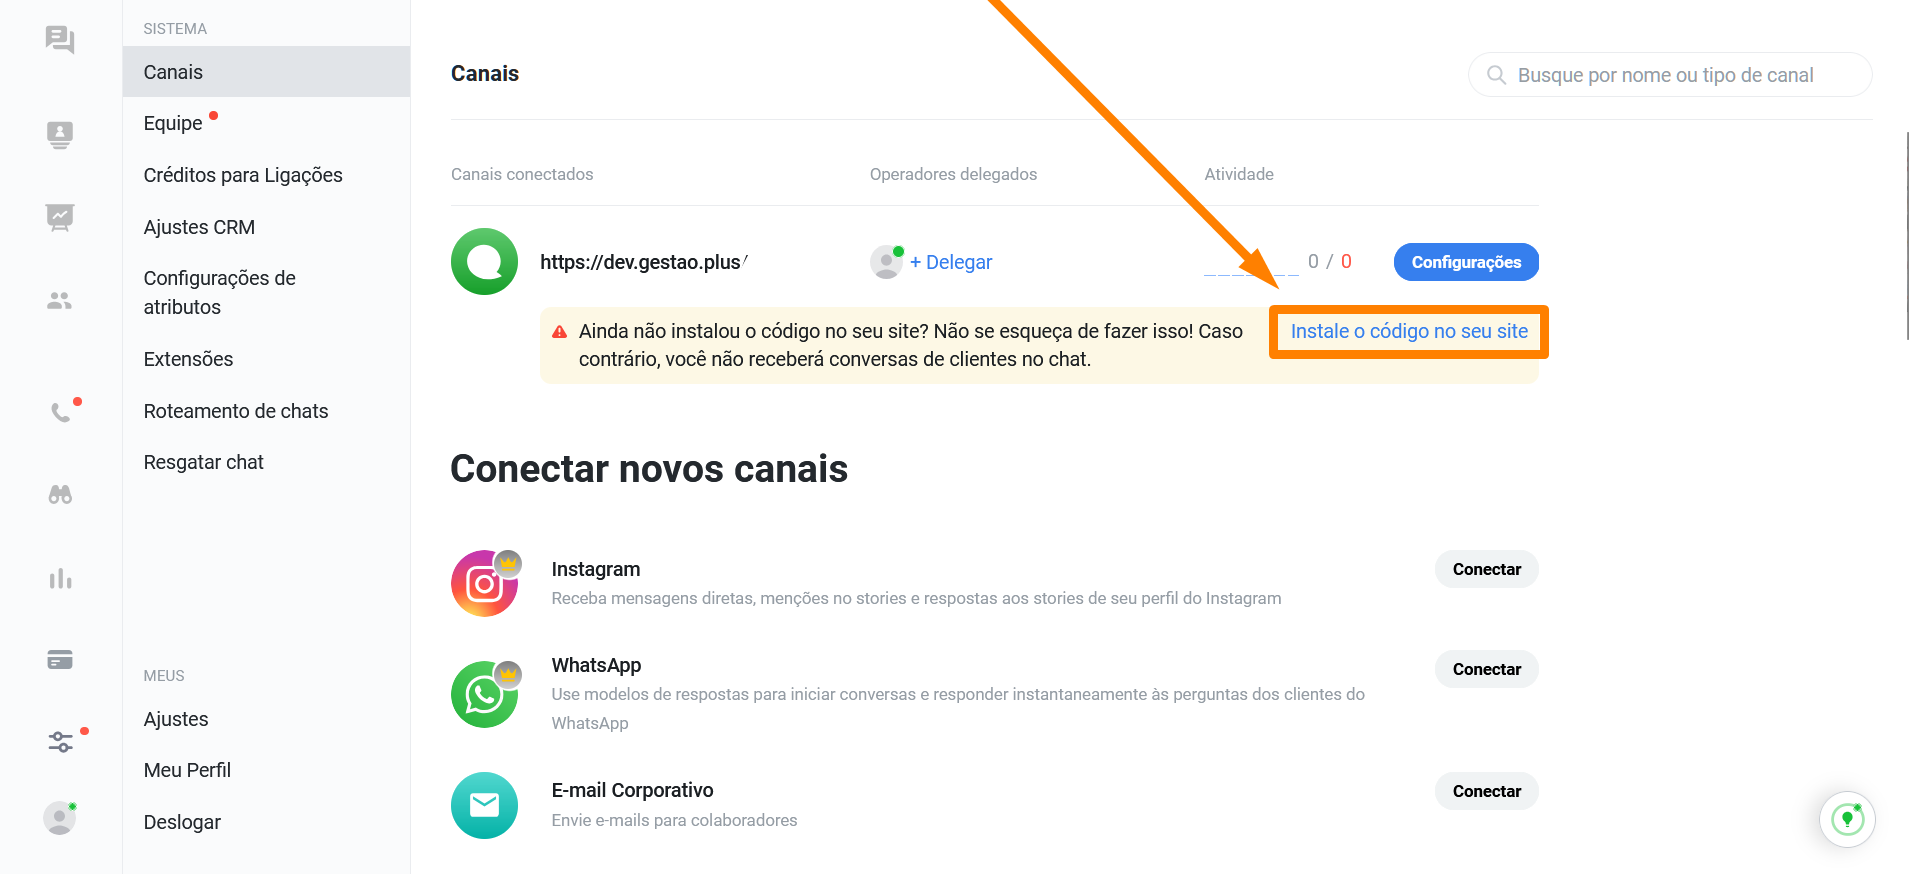 SISTEMA
Canais
Equipe
Créditos para Ligações
Ajustes CRM
Configurações de
atributos
Extensões
Roteamento de chats
Resgatar chat
MEUS
Ajustes
Meu Perfil
Deslogar
Canais
Busque por nome ou tipo de canal
Canais conectados Operadores delegados Atividade
https://dev.gestao.plus/ + Delegar 0 / 0 Configurações
Ainda não instalou o código no seu site? Não se esqueça de fazer isso! Caso
contrário, você não receberá conversas de clientes no chat.
Instale o código no seu site
Conectar novos canais
Instagram
Receba mensagens diretas, menções no stories e respostas aos stories de seu perfil do Instagram
Conectar
WhatsApp
Use modelos de respostas para iniciar conversas e responder instantaneamente às perguntas dos clientes do
WhatsApp
Conectar
E-mail Corporativo
Envie e-mails para colaboradores
Conectar